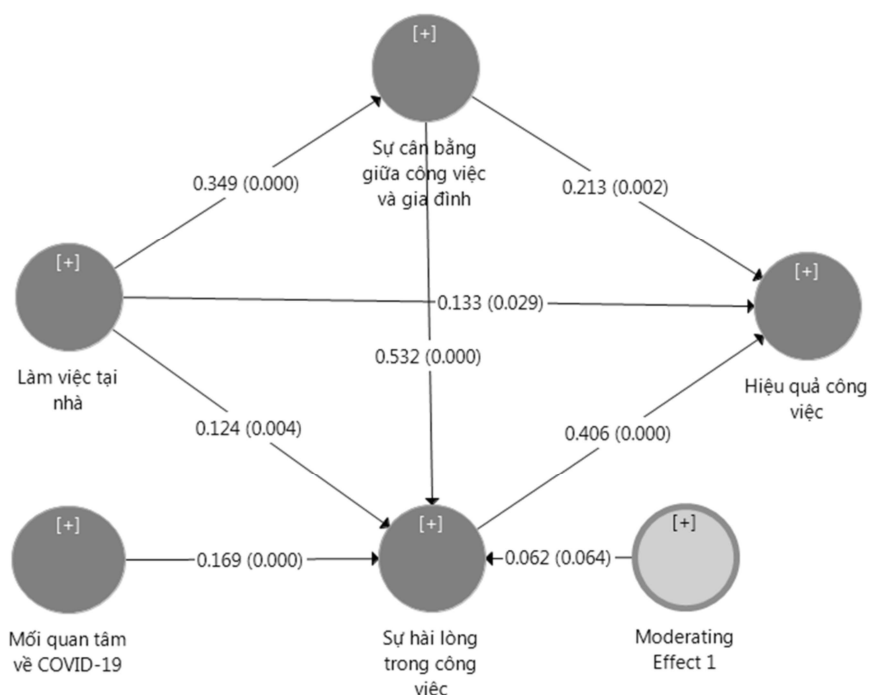 [+]
Sự cân bằng
giữa công việc
và gia đình
0.349 (0.000)
0.213 (0.002)
[+]
Làm việc tại
nhà
0.133 (0.029)
[+]
Hiệu quả công
việc
0.532 (0.000)
0.124 (0.004)
0.406 (0.000)
[+]
Mối quan tâm
về COVID-19
0.169 (0.000)
[+]
Sự hài lòng
trong công
việc
0.062 (0.064)
[+]
Moderating
Effect 1